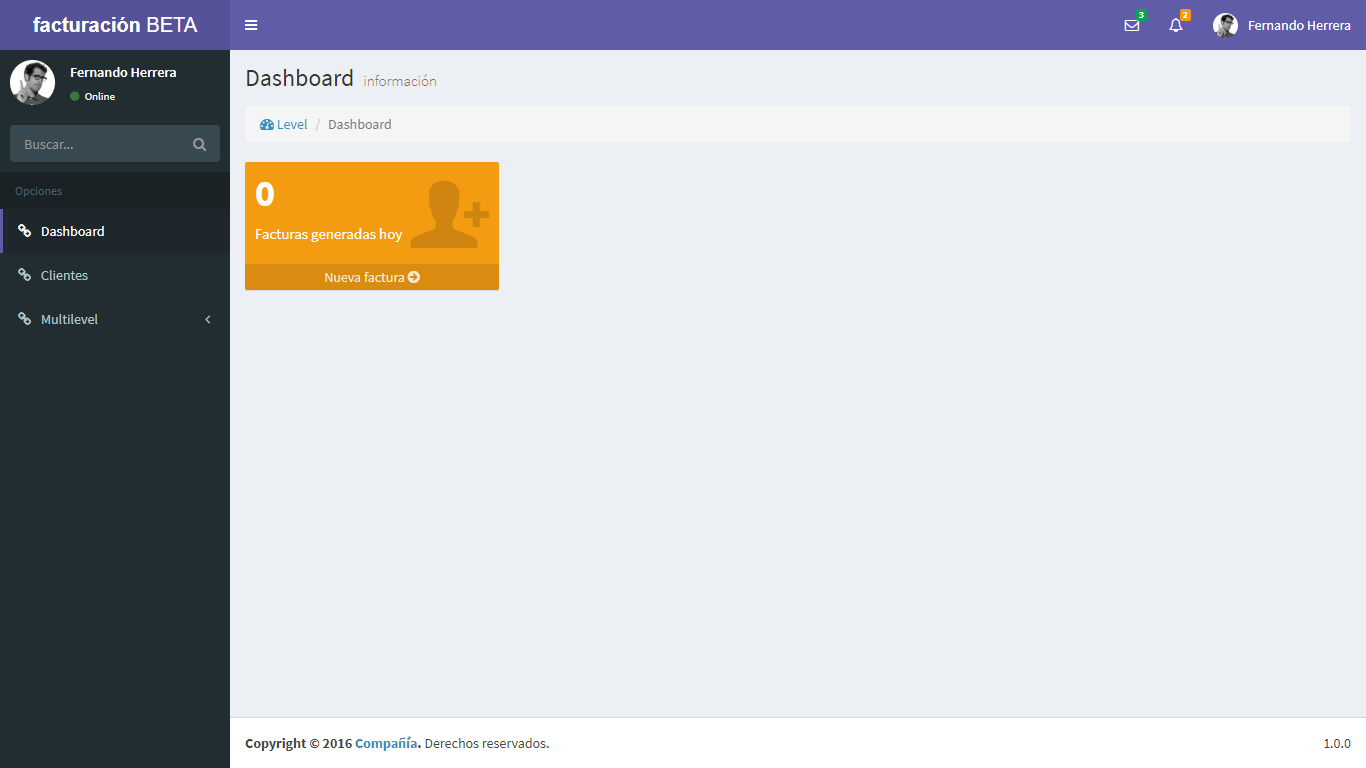 facturación BETA
3
2
Fernando Herrera
Fernando Herrera
Online
Buscar...
Opciones
Dashboard
Clientes
Multilevel
Dashboard información
Level / Dashboard
0
Facturas generadas hoy
Nueva factura
Copyright © 2016 Compañía. Derechos reservados.
1.0.0